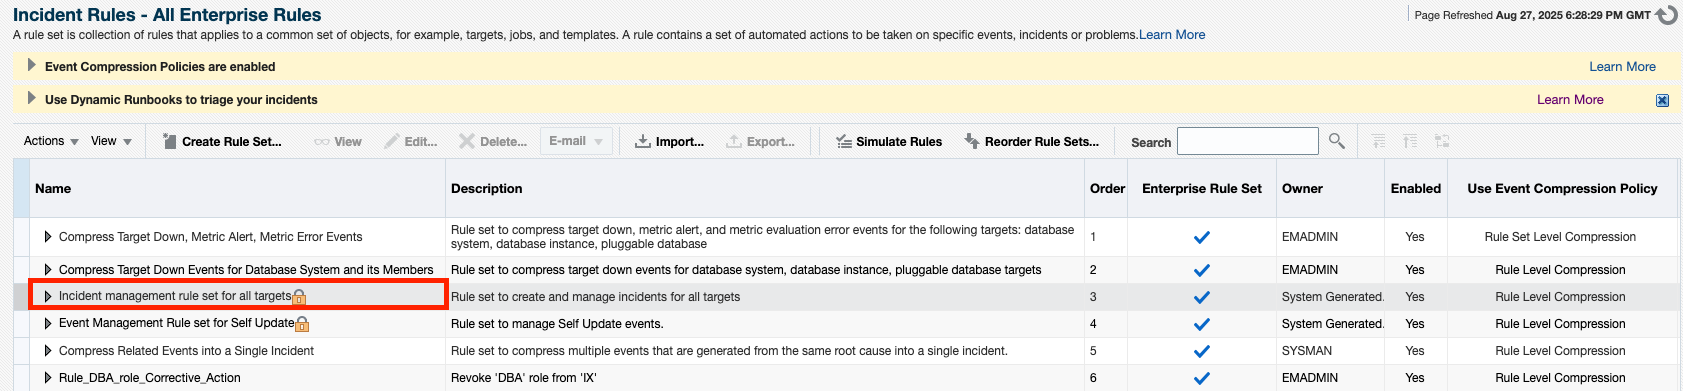 Incident Rules - All Enterprise Rules
Page Refreshed Aug 27, 2025 6:28:29 PM GMT
A rule set is collection of rules that applies to a common set of objects, for example, targets, jobs, and templates. A rule contains a set of automated actions to be taken on specific events, incidents or problems.Learn More
Event Compression Policies are enabled Learn More
Use Dynamic Runbooks to triage your incidents Learn More
Actions View Create Rule Set... View Edit... Delete... E-mail Import... Export... Simulate Rules Reorder Rule Sets... Search
Name Description Order Enterprise Rule Set Owner Enabled Use Event Compression Policy
Compress Target Down, Metric Alert, Metric Error Events Rule set to compress target down, metric alert, and metric evaluation error events for the following targets: database
system, database instance, pluggable database 1 EMADMIN Yes Rule Set Level Compression
Compress Target Down Events for Database System and its Members Rule set to compress target down events for database system, database instance, pluggable database targets 2 EMADMIN Yes Rule Level Compression
Incident management rule set for all targets Rule set to create and manage incidents for all targets 3 System Generated. Yes Rule Level Compression
Event Management Rule set for Self Update Rule set to manage Self Update events. 4 System Generated. Yes Rule Level Compression
Compress Related Events into a Single Incident Rule set to compress multiple events that are generated from the same root cause into a single incident. 5 SYSMAN Yes Rule Level Compression
Rule_DBA_role_Corrective_Action Revoke 'DBA' role from 'IX' 6 EMADMIN Yes Rule Level Compression